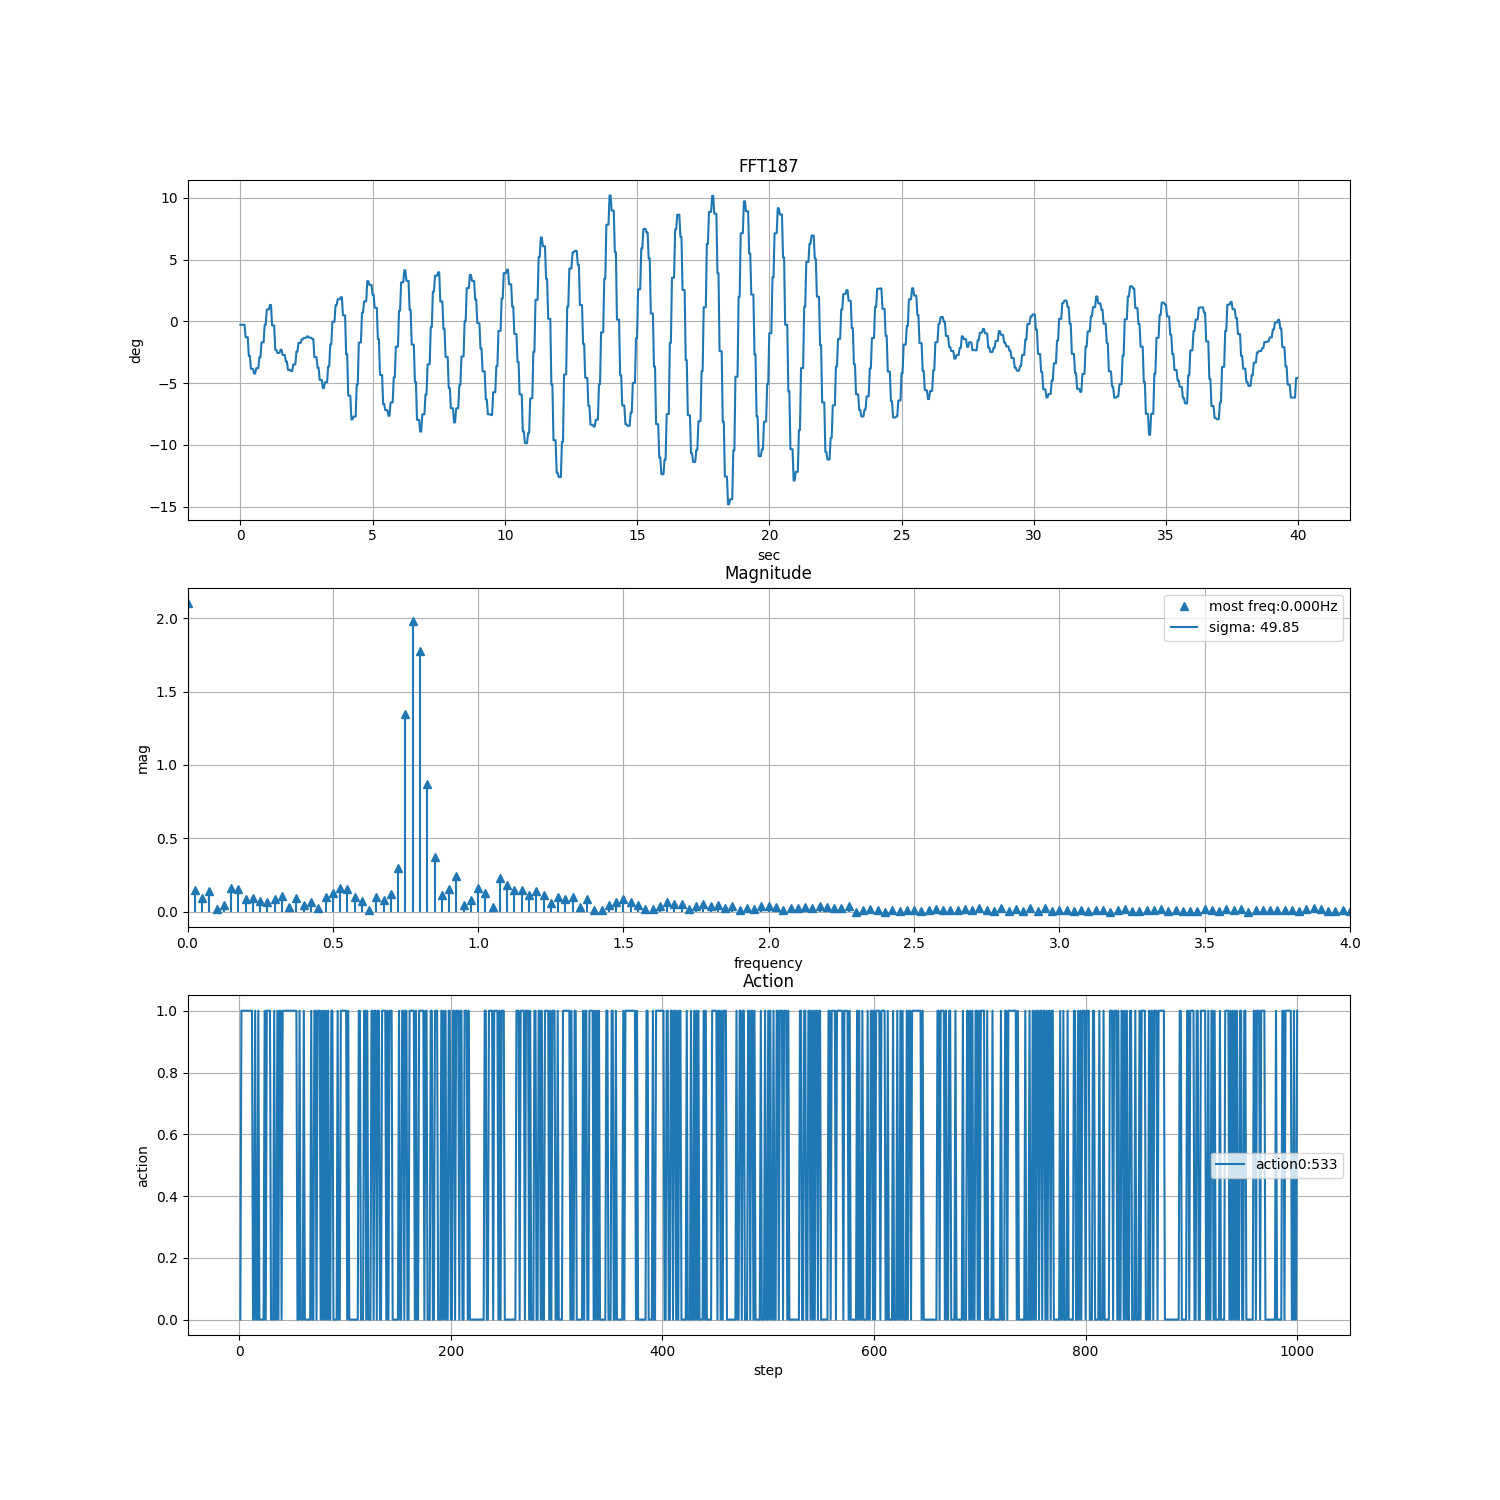 FFT187
10
5
0
−5
−10
−15
deg
0 5 10 15 20 25 30 35 40
sec
Magnitude
2.0
1.5
1.0
0.5
0.0
mag
most freq:0.000Hz
sigma: 49.85
0.0 0.5 1.0 1.5 2.0 2.5 3.0 3.5 4.0
frequency
Action
1.0
0.8
0.6
0.4
0.2
0.0
action
action0:533
0 200 400 600 800 1000
step